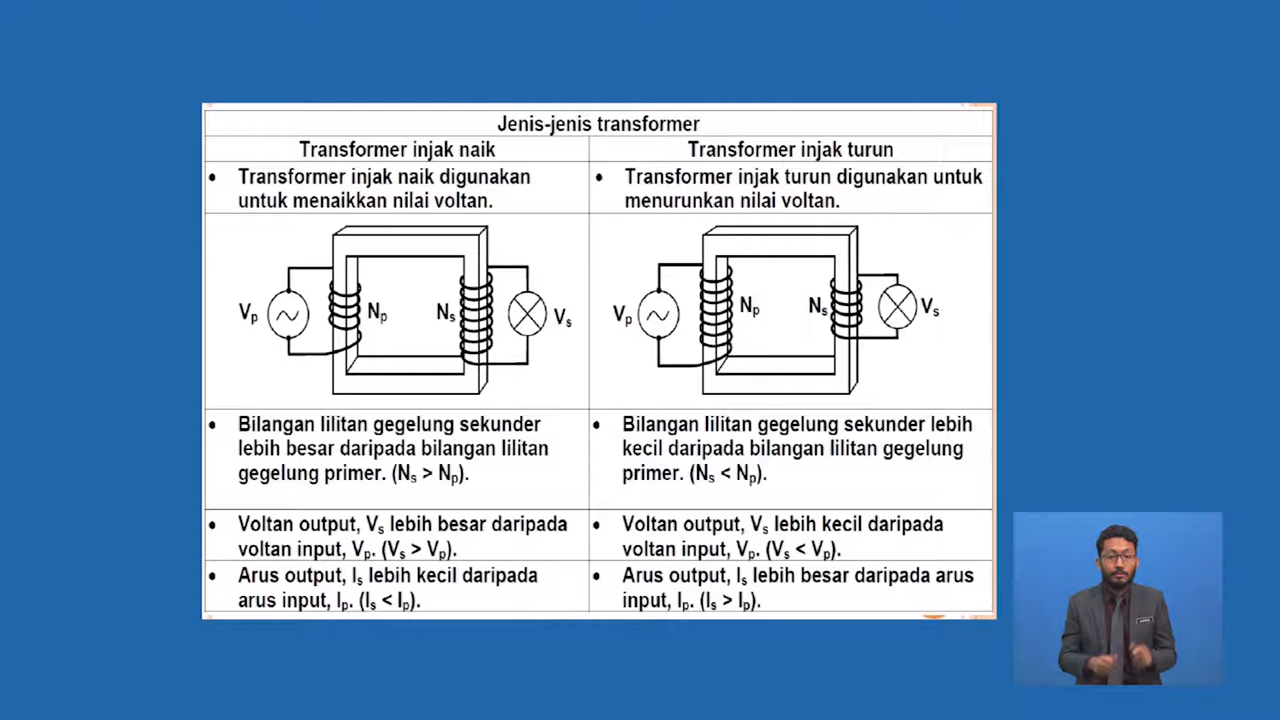 Jenis-jenis transformer
Transformer injak naik
Transformer injak turun
• Transformer injak naik digunakan
untuk menaikkan nilai voltan.
• Transformer injak turun digunakan untuk
menurunkan nilai voltan.
Vp
Np
Ns
Vs
Vp
Np
Ns
Vs
• Bilangan lilitan gegelung sekunder
lebih besar daripada bilangan lilitan
gegelung primer. (Ns > Np).
• Bilangan lilitan gegelung sekunder lebih
kecil daripada bilangan lilitan gegelung
primer. (Ns < Np).
• Voltan output, Vs lebih besar daripada
voltan input, Vp. (Vs > Vp).
• Voltan output, Vs lebih kecil daripada
voltan input, Vp. (Vs < Vp).
• Arus output, Is lebih kecil daripada
arus input, Ip. (Is < Ip).
• Arus output, Is lebih besar daripada arus
input, Ip. (Is > Ip).